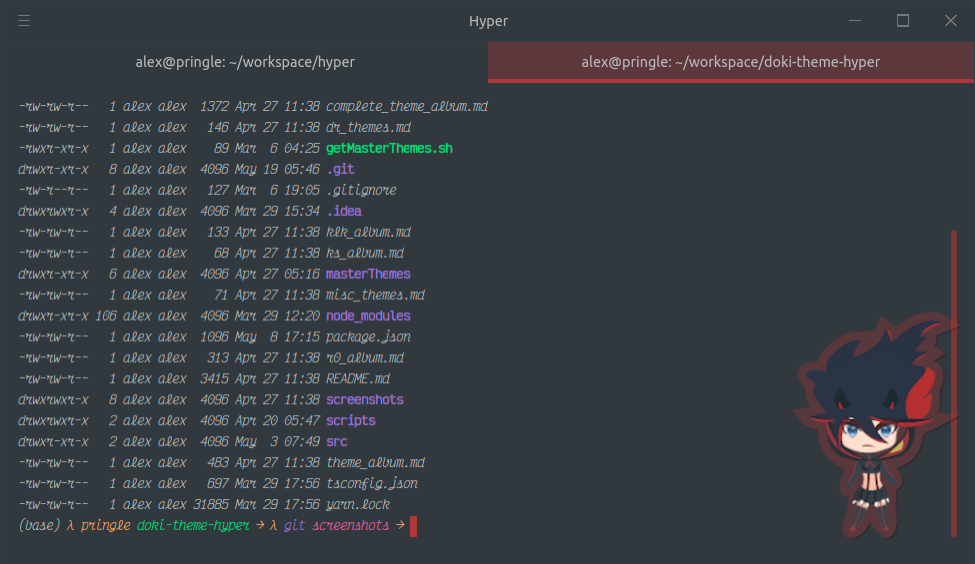 Hyper
alex@pringle: ~/workspace/hyper
alex@pringle: ~/workspace/doki-theme-hyper
-rw-rw-r-- 1 alex alex 1372 Apr 27 11:38 complete_theme_album.md
-rw-rw-r-- 1 alex alex 146 Apr 27 11:38 dr_themes.md
-rwxr-xr-x 1 alex alex 89 Mar 6 04:25 getMasterThemes.sh
drwxr-xr-x 8 alex alex 4096 May 19 05:46 .git
-rw-r--r-- 1 alex alex 127 Mar 6 19:05 .gitignore
drwxrwxr-x 4 alex alex 4096 Mar 29 15:34 .idea
-rw-rw-r-- 1 alex alex 133 Apr 27 11:38 klk_album.md
-rw-rw-r-- 1 alex alex 68 Apr 27 11:38 ks_album.md
drwxr-xr-x 6 alex alex 4096 Apr 27 05:16 masterThemes
-rw-rw-r-- 1 alex alex 71 Apr 27 11:38 misc_themes.md
drwxr-xr-x 106 alex alex 4096 Mar 29 12:20 node_modules
-rw-rw-r-- 1 alex alex 1096 May 8 17:15 package.json
-rw-rw-r-- 1 alex alex 313 Apr 27 11:38 r0_album.md
-rw-rw-r-- 1 alex alex 3415 Apr 27 11:38 README.md
drwxrwxr-x 8 alex alex 4096 Apr 27 11:38 screenshots
drwxrwxr-x 2 alex alex 4096 Apr 20 05:47 scripts
drwxr-xr-x 2 alex alex 4096 May 3 07:49 src
-rw-rw-r-- 1 alex alex 483 Apr 27 11:38 theme_album.md
-rw-rw-r-- 1 alex alex 697 Mar 29 17:56 tsconfig.json
-rw-rw-r-- 1 alex alex 31885 Mar 29 17:56 yarn.lock
(base) λ pringle doki-theme-hyper → λ git screenshots →